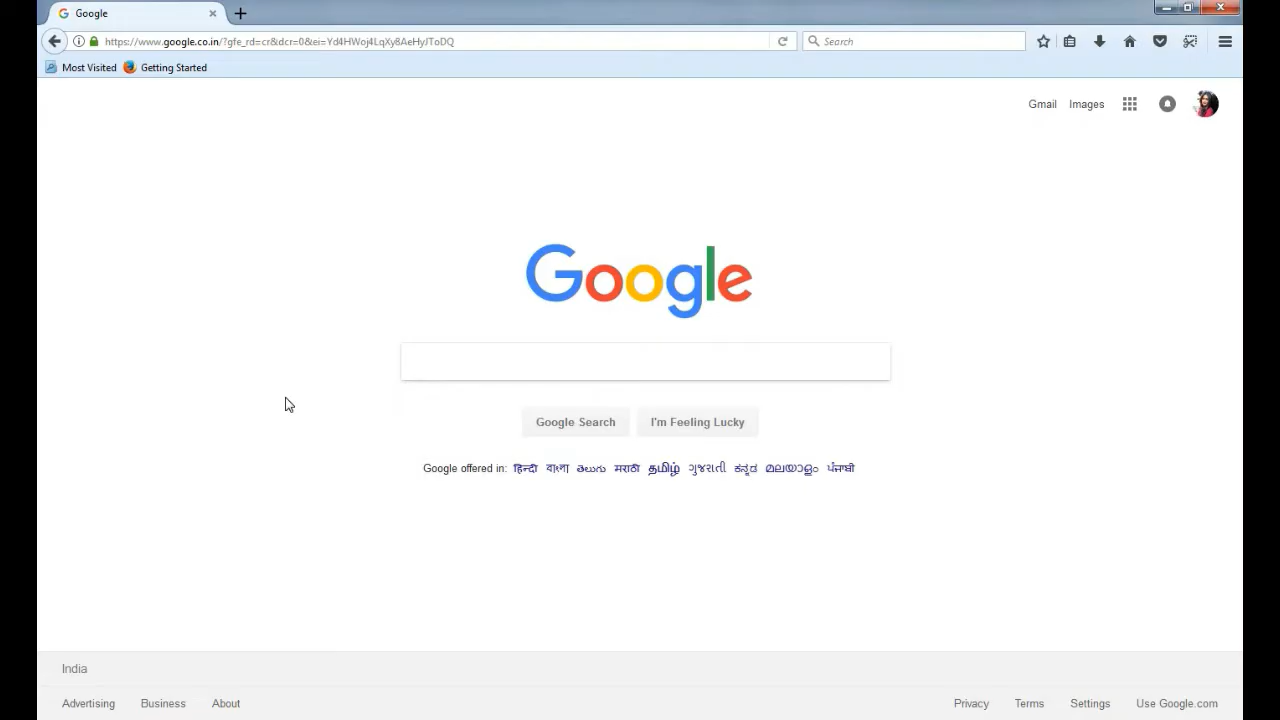 Google
https://www.google.co.in/?gfe_rd=cr&dcr=0&ei=Yd4HWoj4LqXy8AeHyJToDQ
Search
Most Visited Getting Started
Gmail Images
Google
Google Search I'm Feeling Lucky
Google offered in: हिन्दी বাংলা తెలుగు मराठी தமிழ் ગુજરાતી ಕನ್ನಡ മലയാളം ਪੰਜਾਬੀ
India
Advertising Business About Privacy Terms Settings Use Google.com